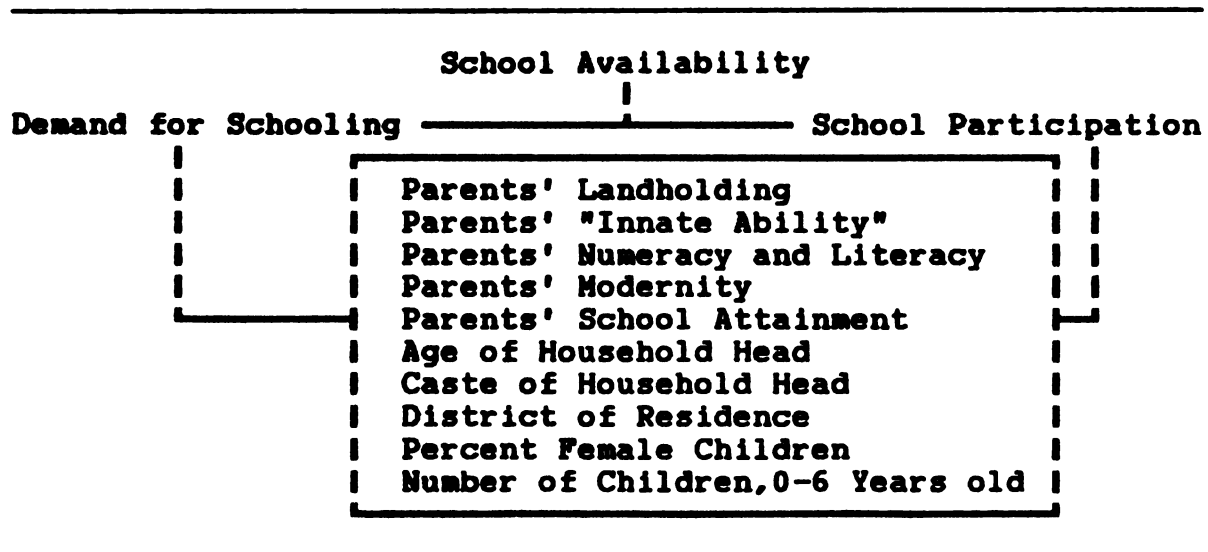 School Availability
Demand for Schooling School Participation
Parents' Landholding
Parents' "Innate Ability"
Parents' Numeracy and Literacy
Parents' Modernity
Parents' School Attainment
Age of Household Head
Caste of Household Head
District of Residence
Percent Female Children
Number of Children,0-6 Years old